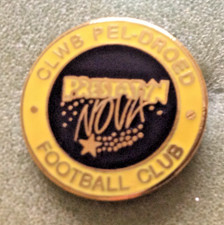 CLWB PEL-DROED
PRESTATYN
NOVA
FOOTBALL CLUB